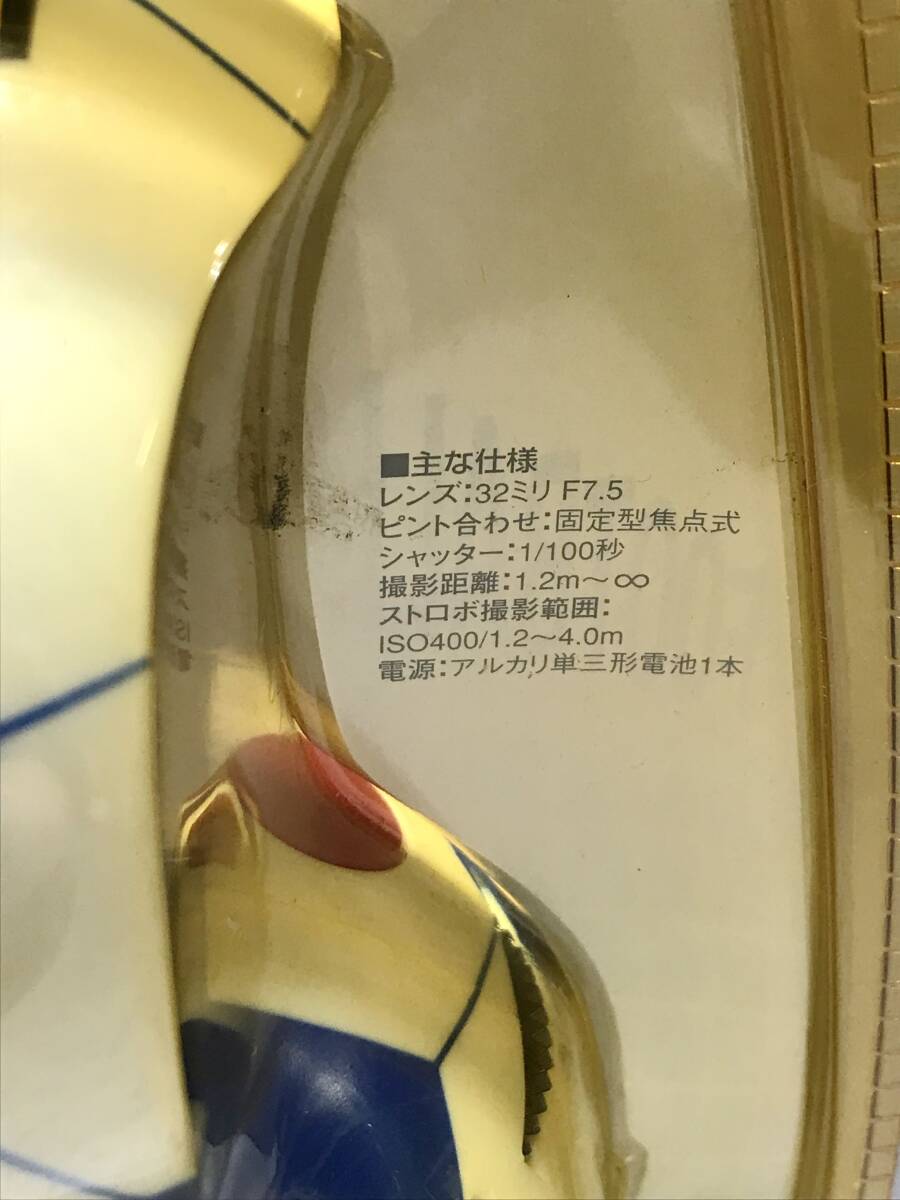 ■主な仕様
レンズ:32ミリ F7.5
ピント合わせ:固定型焦点式
シャッター:1/100秒
撮影距離:1.2m〜∞
ストロボ撮影範囲:
ISO400/1.2〜4.0m
電源:アルカリ単三形電池1本